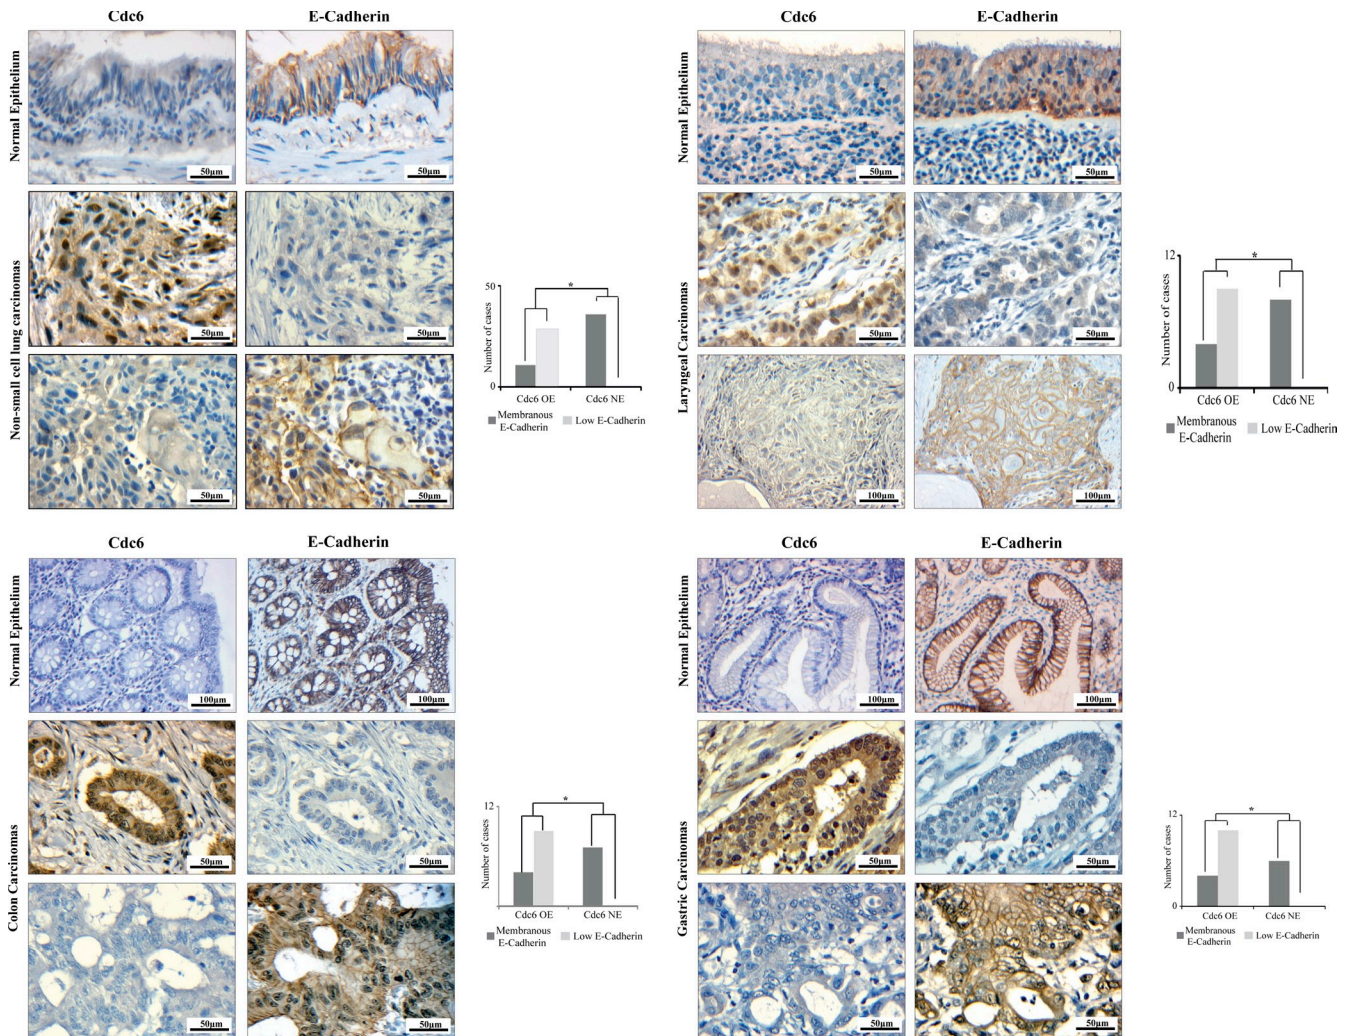 Cdc6
E-Cadherin
Normal Epithelium
50µm
50µm
Non-small cell lung carcinomas
50µm
50µm
50µm
50µm
50
Number of cases
0
*
Cdc6 OE
Cdc6 NE
Membranous
E-Cadherin
Low E-Cadherin
Cdc6
E-Cadherin
Normal Epithelium
50µm
50µm
Laryngeal Carcinomas
50µm
50µm
100µm
100µm
12
Number of cases
0
*
Cdc6 OE
Cdc6 NE
Membranous
E-Cadherin
Low E-Cadherin
Cdc6
E-Cadherin
Normal Epithelium
100µm
100µm
Colon Carcinomas
50µm
50µm
50µm
50µm
12
Number of cases
0
*
Cdc6 OE
Cdc6 NE
Membranous
E-Cadherin
Low E-Cadherin
Cdc6
E-Cadherin
Normal Epithelium
100µm
100µm
Gastric Carcinomas
50µm
50µm
50µm
50µm
12
Number of cases
0
*
Cdc6 OE
Cdc6 NE
Membranous
E-Cadherin
Low E-Cadherin